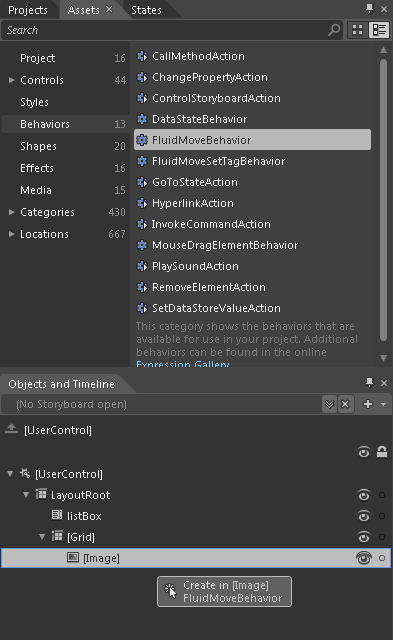 Projects Assets × States
Search
Project 16
Controls 44
Styles
Behaviors 13
Shapes 20
Effects 16
Media 15
Categories 430
Locations 667
CallMethodAction
ChangePropertyAction
ControlStoryboardAction
DataStateBehavior
FluidMoveBehavior
FluidMoveSetTagBehavior
GoToStateAction
HyperlinkAction
InvokeCommandAction
MouseDragElementBehavior
PlaySoundAction
RemoveElementAction
SetDataStoreValueAction
This category shows the behaviors that are
available for use in your project. Additional
behaviors can be found in the online
Expression Gallery
Objects and Timeline
(No Storyboard open)
[UserControl]
[UserControl]
LayoutRoot
listBox
[Grid]
[Image]
Create in [Image]
FluidMoveBehavior